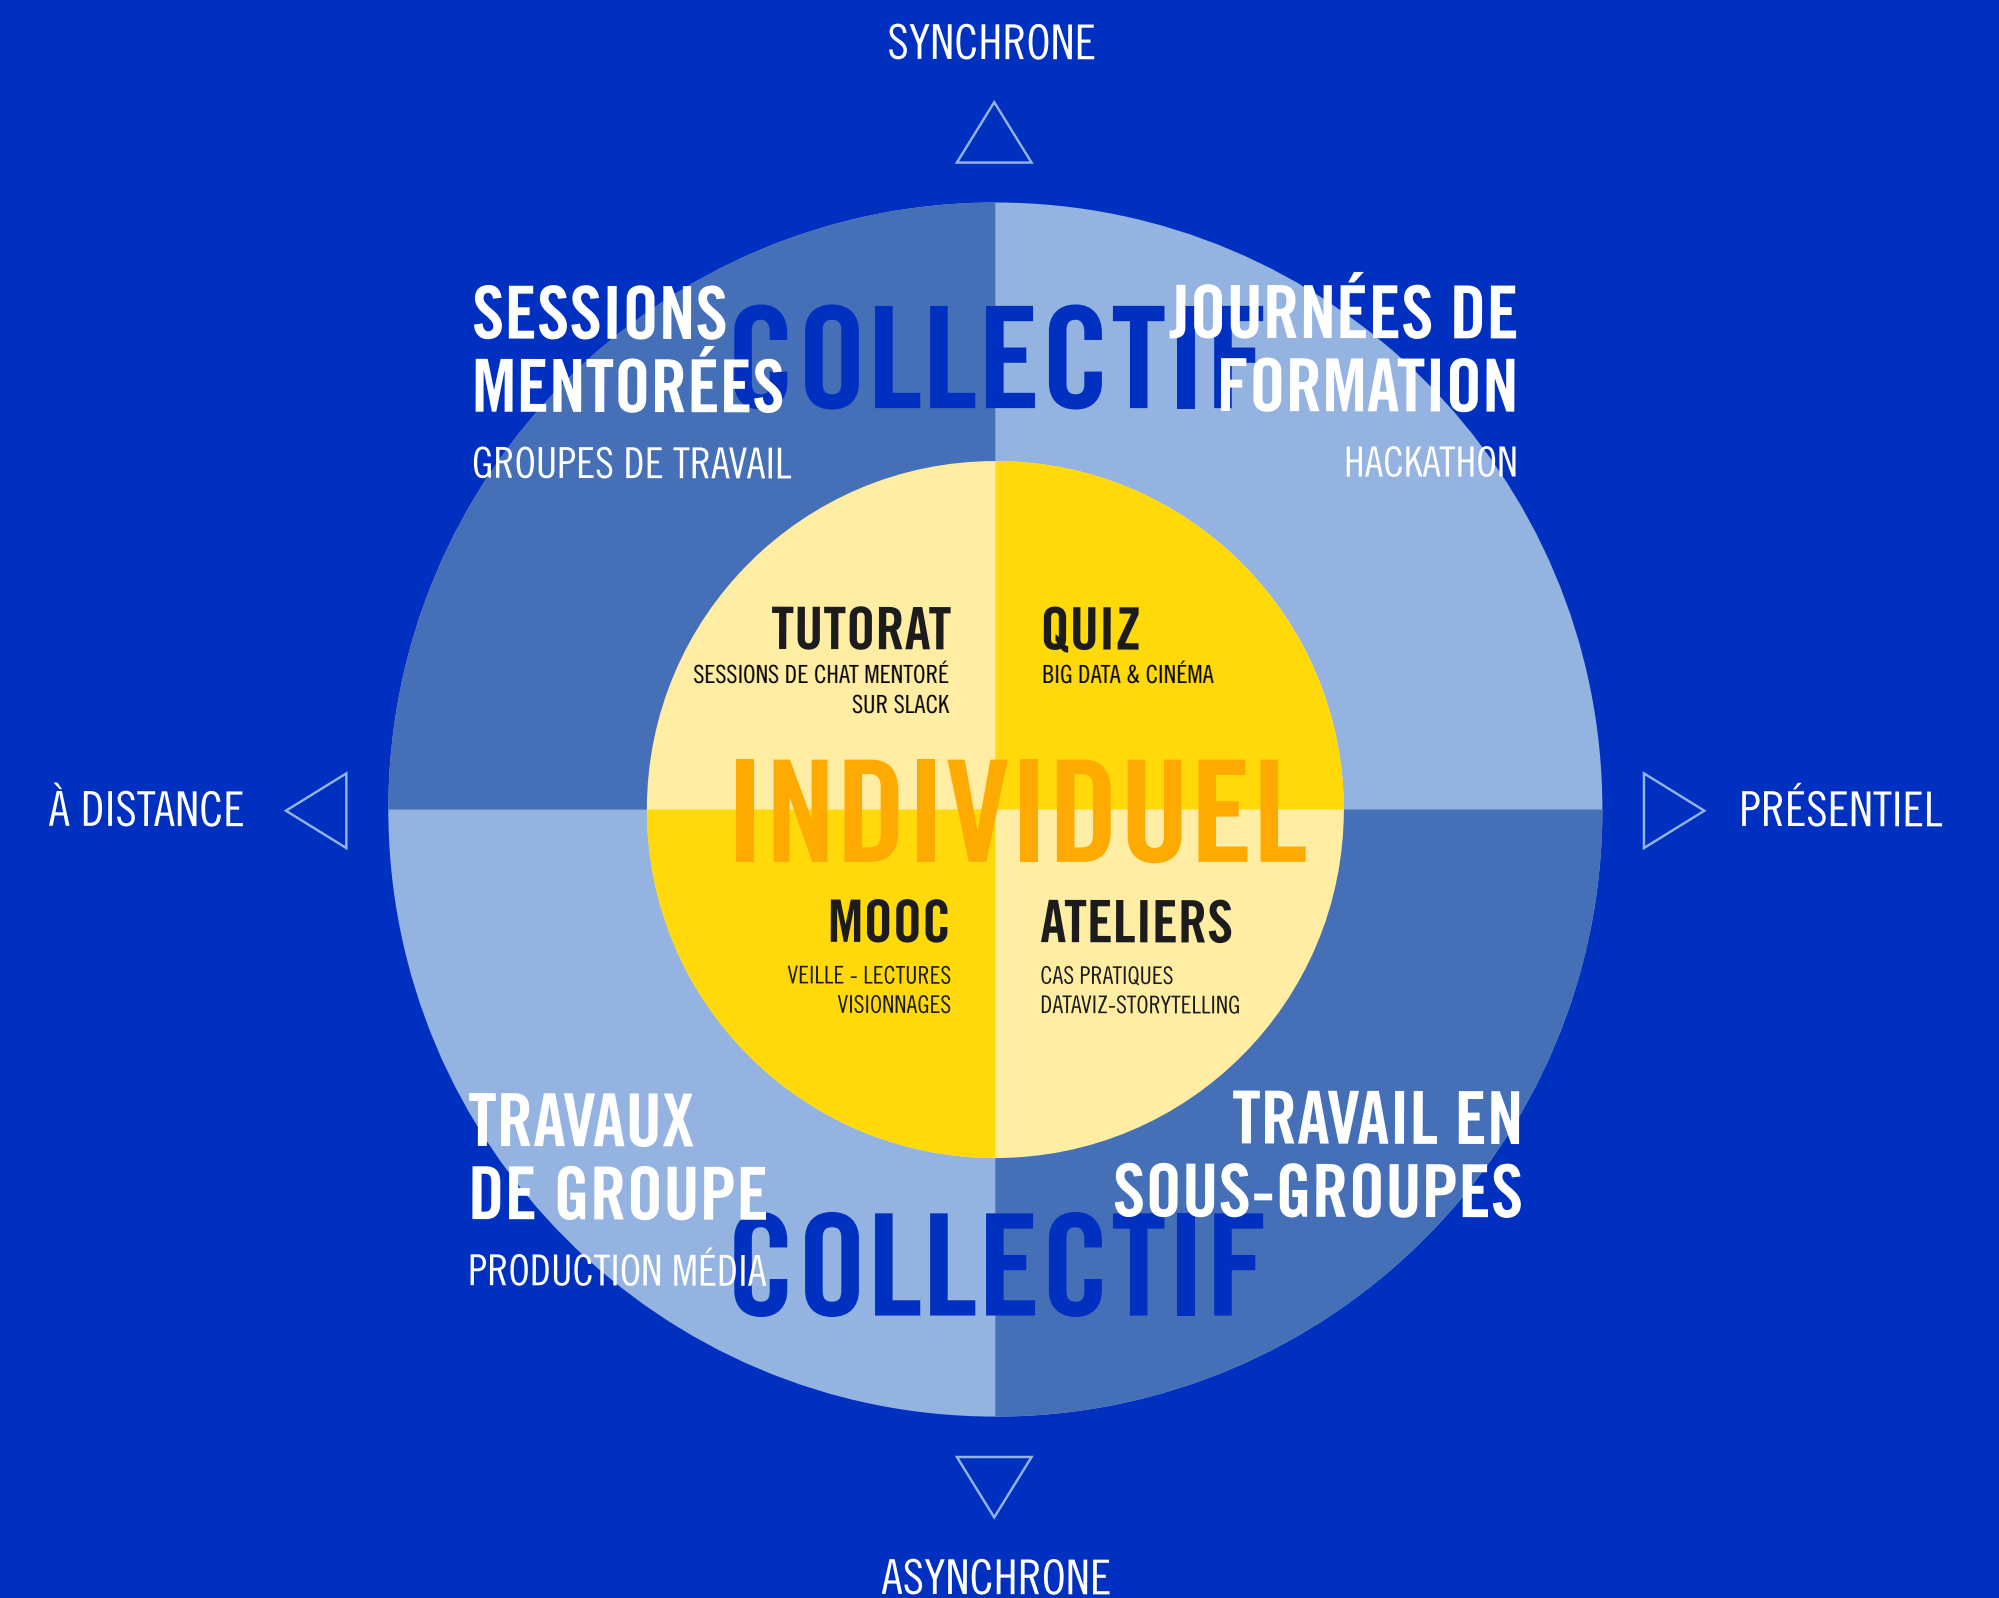 SYNCHRONE
SESSIONS
MENTORÉES
GROUPES DE TRAVAIL
COLLECTIF
JOURNÉES DE
FORMATION
HACKATHON
TUTORAT
SESSIONS DE CHAT MENTORÉ
SUR SLACK
QUIZ
BIG DATA & CINÉMA
À DISTANCE
INDIVIDUEL
PRÉSENTIEL
MOOC
VEILLE - LECTURES
VISIONNAGES
ATELIERS
CAS PRATIQUES
DATAVIZ-STORYTELLING
TRAVAUX
DE GROUPE
PRODUCTION MÉDIA
TRAVAIL EN
SOUS-GROUPES
COLLECTIF
ASYNCHRONE